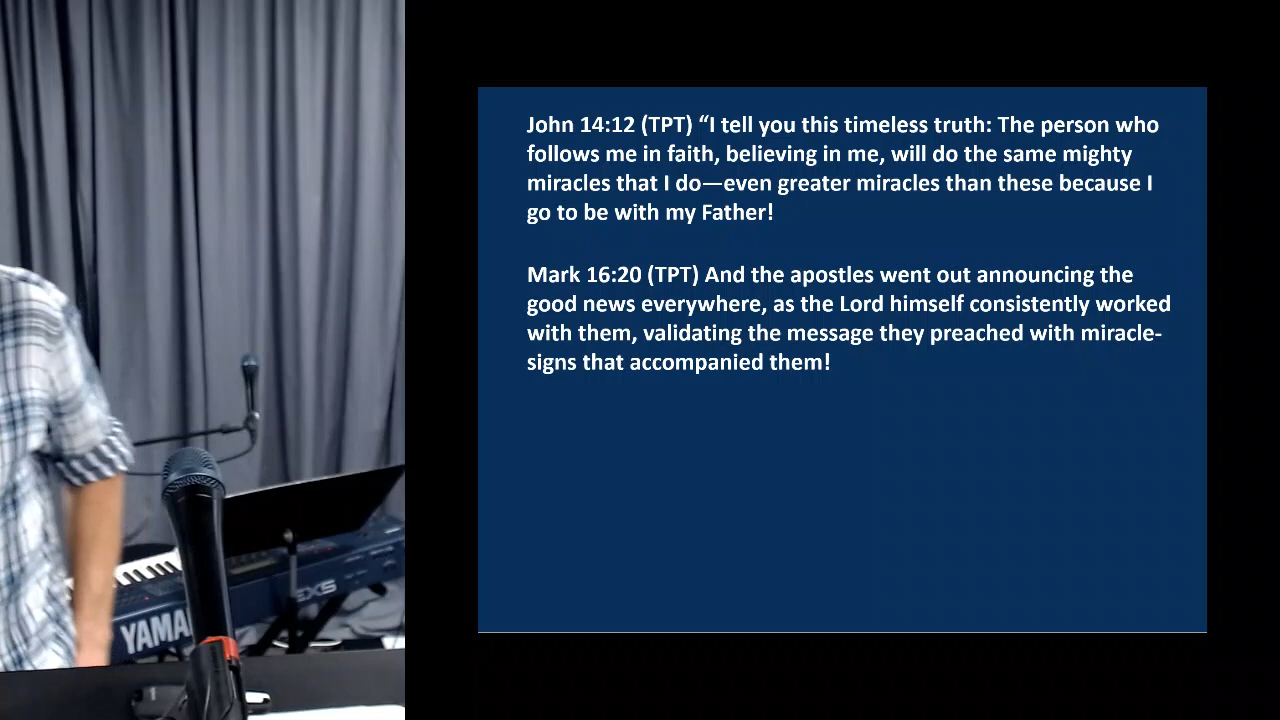 John 14:12 (TPT) “I tell you this timeless truth: The person who
follows me in faith, believing in me, will do the same mighty
miracles that I do—even greater miracles than these because I
go to be with my Father!
Mark 16:20 (TPT) And the apostles went out announcing the
good news everywhere, as the Lord himself consistently worked
with them, validating the message they preached with miracle-
signs that accompanied them!
EX5
YAMA